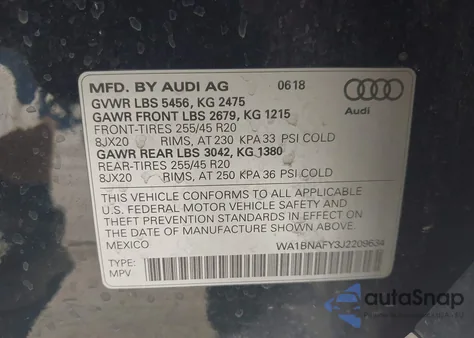 MFD. BY AUDI AG 0618
GVWR LBS 5456, KG 2475
GAWR FRONT LBS 2679, KG 1215
FRONT-TIRES 255/45 R20
8JX20 RIMS, AT 230 KPA 33 PSI COLD
GAWR REAR LBS 3042, KG 1380
REAR-TIRES 255/45 R20
8JX20 RIMS, AT 250 KPA 36 PSI COLD
Audi
THIS VEHICLE CONFORMS TO ALL APPLICABLE
U.S. FEDERAL MOTOR VEHICLE SAFETY AND
THEFT PREVENTION STANDARDS IN EFFECT ON
THE DATE OF MANUFACTURE SHOWN ABOVE.
MEXICO WA1BNAFY3J2209634
TYPE:
MPV
autaSnap